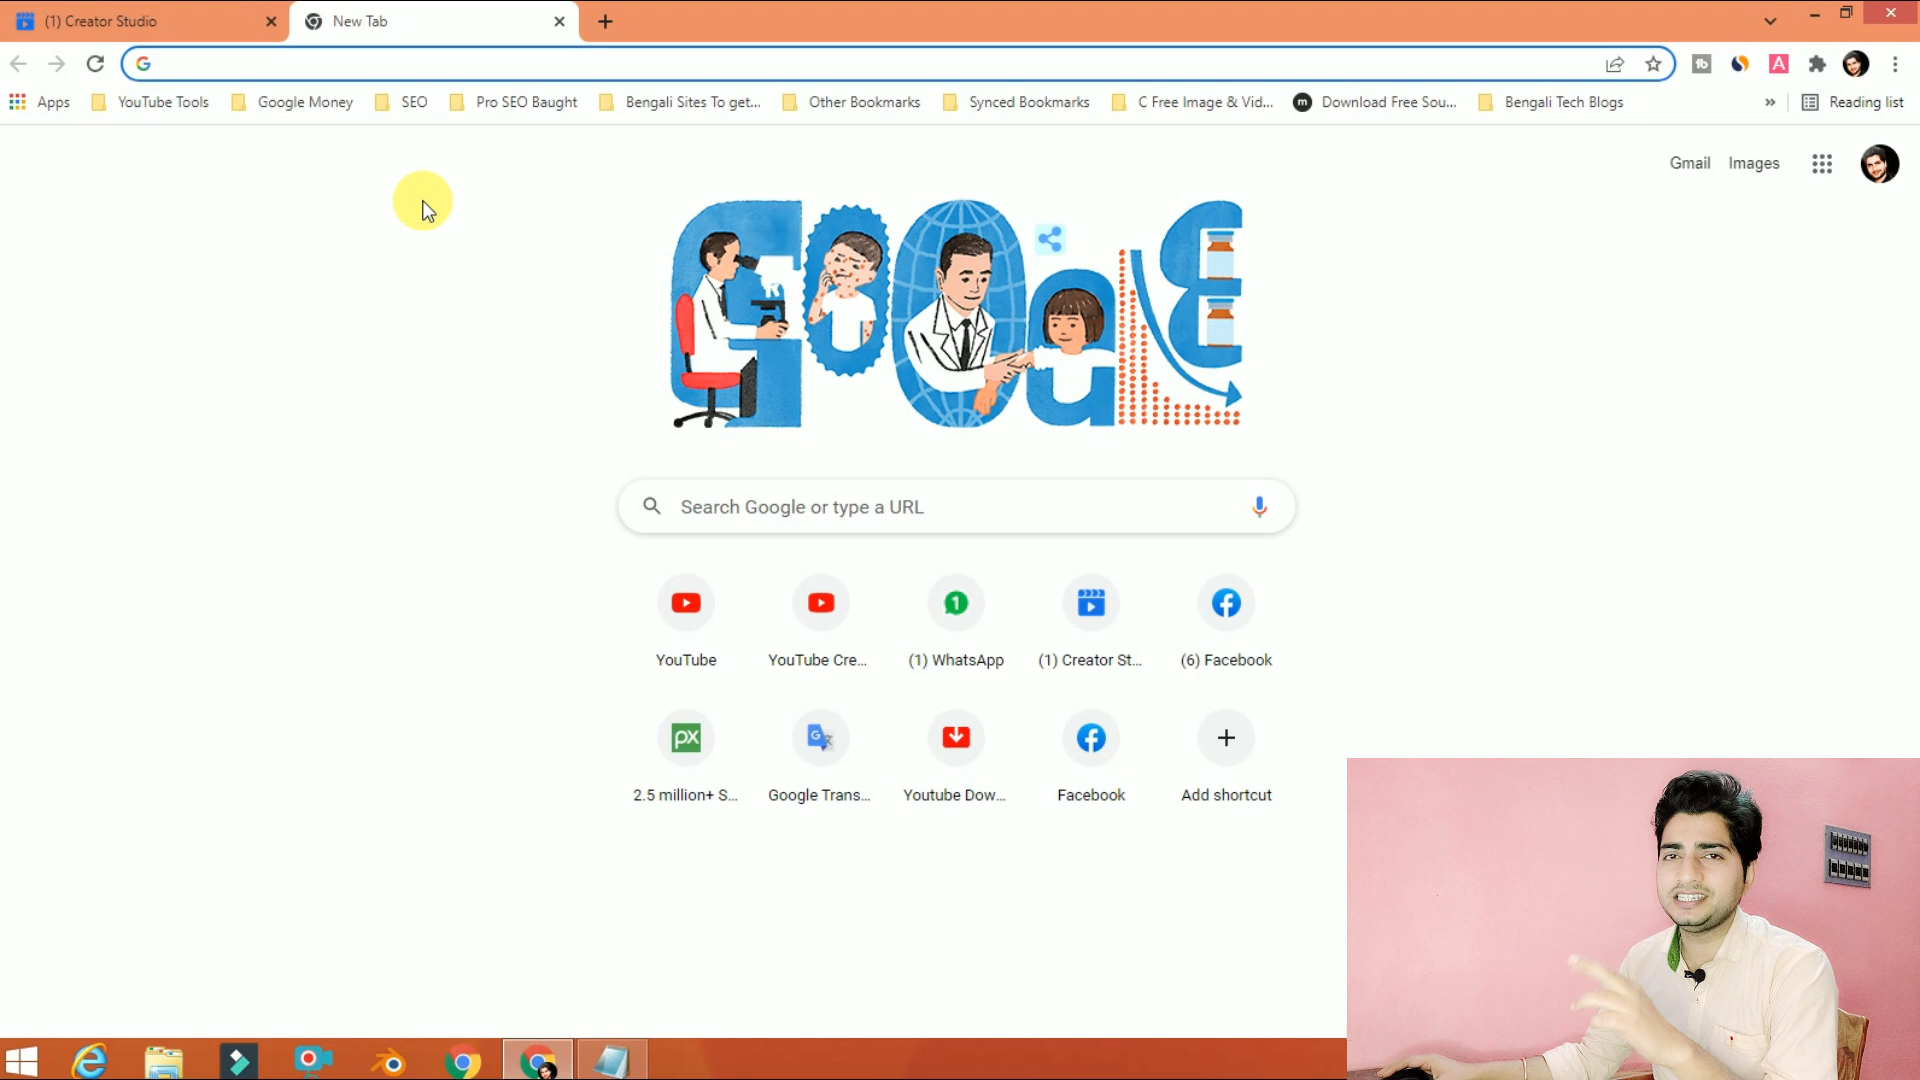 (1) Creator Studio
New Tab
Apps
YouTube Tools
Google Money
SEO
Pro SEO Baught
Bengali Sites To get...
Other Bookmarks
Synced Bookmarks
C Free Image & Vid...
Download Free Sou...
Bengali Tech Blogs
Reading list
Gmail
Images
Search Google or type a URL
YouTube
YouTube Cre...
(1) WhatsApp
(1) Creator St...
(6) Facebook
2.5 million+ S...
Google Trans...
Youtube Dow...
Facebook
Add shortcut